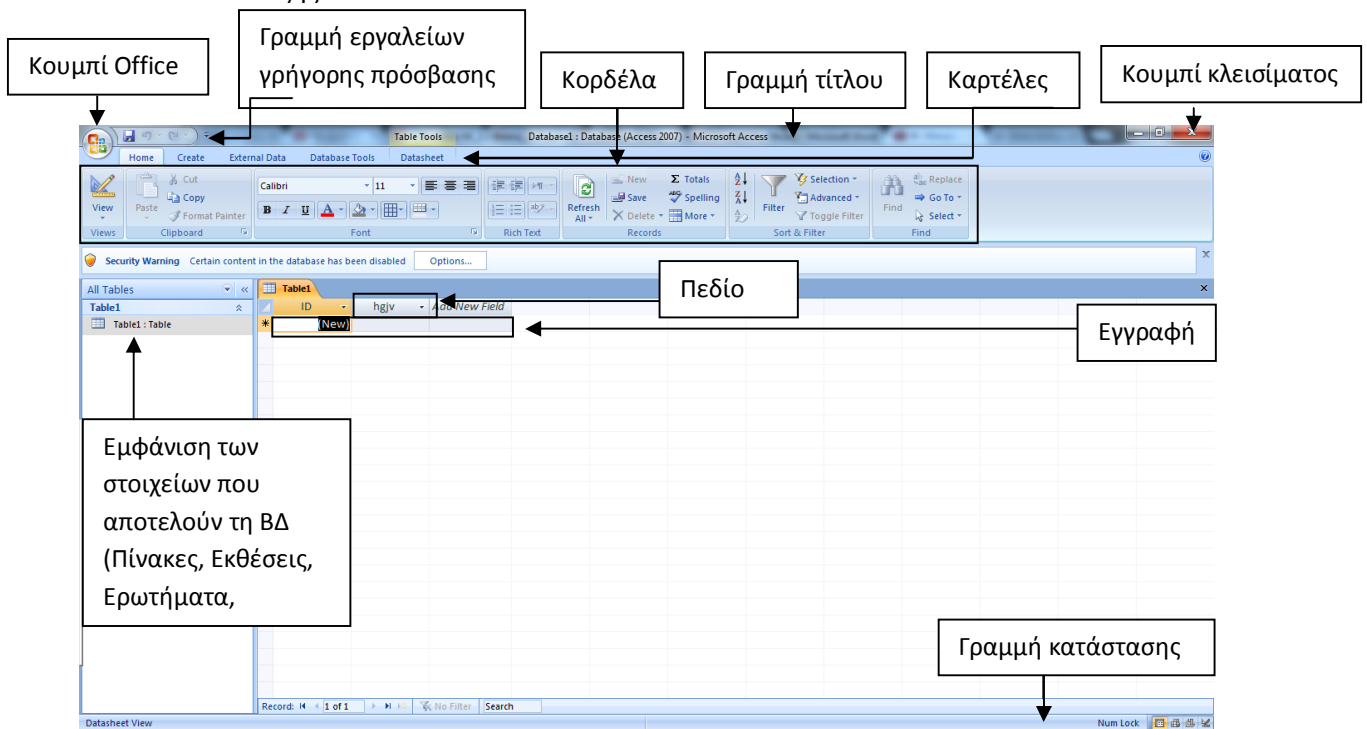 Γραμμή εργαλείων
γρήγορης πρόσβασης
Κουμπί Office
Κορδέλα
Γραμμή τίτλου
Καρτέλες
Κουμπί κλεισίματος
Table Tools
Database1 : Database (Access 2007) - Microsoft Access
Home Create External Data Database Tools Datasheet
View
Views
Paste
Cut
Copy
Format Painter
Clipboard
Calibri 11
B I U A
Font
Rich Text
Refresh
All
New
Save
Delete
Σ Totals
Spelling
More
Records
Filter
Selection
Advanced
Toggle Filter
Sort & Filter
Find
Replace
Go To
Select
Find
Security Warning Certain content in the database has been disabled Options...
All Tables
Table1
Table1 : Table
Table1
ID hgjv Add New Field
(New)
Πεδίο
Εγγραφή
Εμφάνιση των
στοιχείων που
αποτελούν τη ΒΔ
(Πίνακες, Εκθέσεις,
Ερωτήματα,
Γραμμή κατάστασης
Record: 1 of 1 No Filter Search
Datasheet View
Num Lock